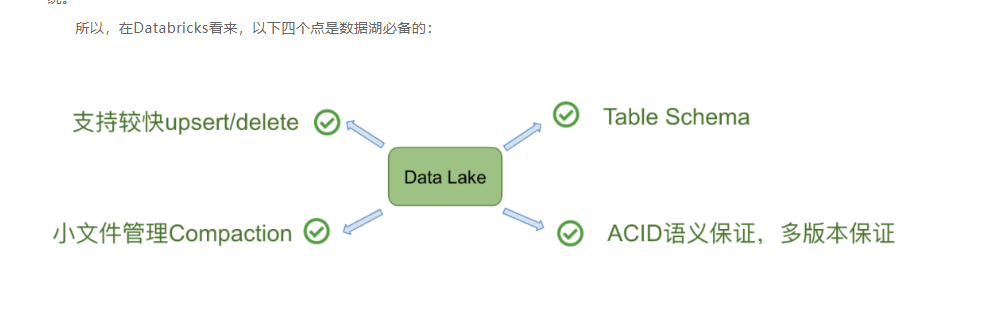 所以，在Databricks看来，以下四个点是数据湖必备的：
支持较快upsert/delete
Table Schema
Data Lake
小文件管理Compaction
ACID语义保证，多版本保证